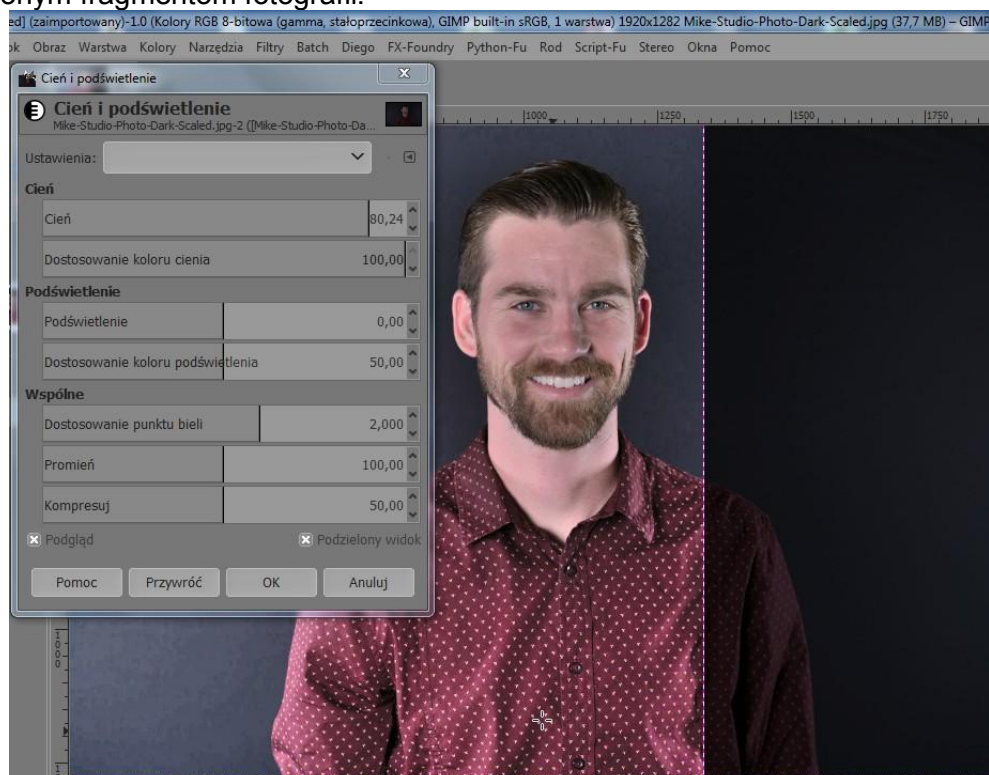 onym fragmentem fotografii.
ed] (zaimportowany)-1.0 (Kolory RGB 8-bitowa (gamma, stałoprzecinkowa), GIMP built-in sRGB, 1 warstwa) 1920x1282 Mike-Studio-Photo-Dark-Scaled.jpg (37,7 MB) – GIMP
ok Obraz Warstwa Kolory Narzędzia Filtry Batch Diego FX-Foundry Python-Fu Rod Script-Fu Stereo Okna Pomoc
Cień i podświetlenie
Cień i podświetlenie
Mike-Studio-Photo-Dark-Scaled.jpg-2 ([Mike-Studio-Photo-Da...
1000 1250 1500 1750
Ustawienia:
Cień
Cień 80,24
Dostosowanie koloru cienia 100,00
Podświetlenie
Podświetlenie 0,00
Dostosowanie koloru podświetlenia 50,00
Wspólne
Dostosowanie punktu bieli 2,000
Promień 100,00
Kompresuj 50,00
Podgląd Podzielony widok
Pomoc Przywróć OK Anuluj
1000